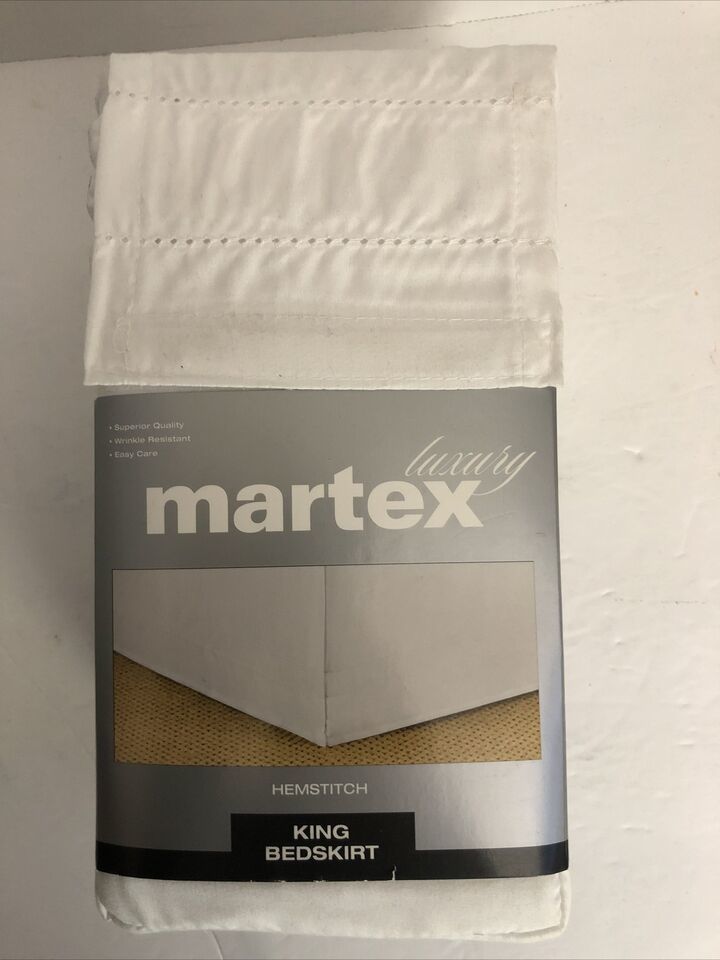 • Superior Quality
• Wrinkle Resistant
• Easy Care
luxury
martex
HEMSTITCH
KING
BEDSKIRT